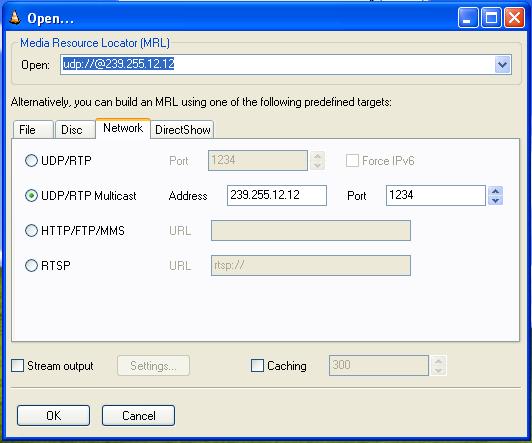 Open...
Media Resource Locator (MRL)
Open: udp://@239.255.12.12
Alternatively, you can build an MRL using one of the following predefined targets:
File Disc Network DirectShow
UDP/RTP Port 1234 Force IPv6
UDP/RTP Multicast Address 239.255.12.12 Port 1234
HTTP/FTP/MMS URL
RTSP URL rtsp://
Stream output Settings... Caching 300
OK Cancel